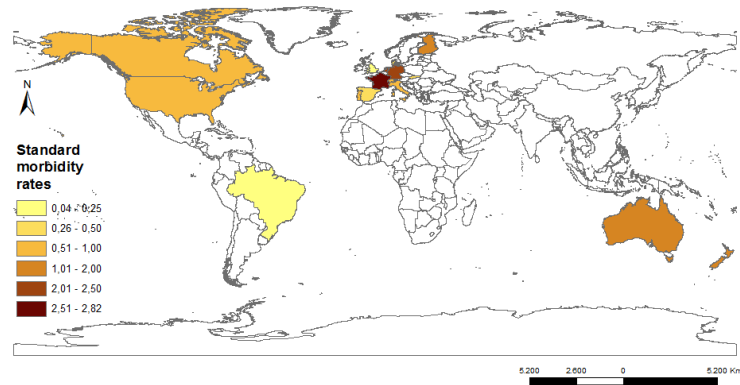 N
Standard
morbidity
rates
0,04 - 0,25
0,26 - 0,50
0,51 - 1,00
1,01 - 2,00
2,01 - 2,50
2,51 - 2,82
5.200 2.600 0 5.200 Km